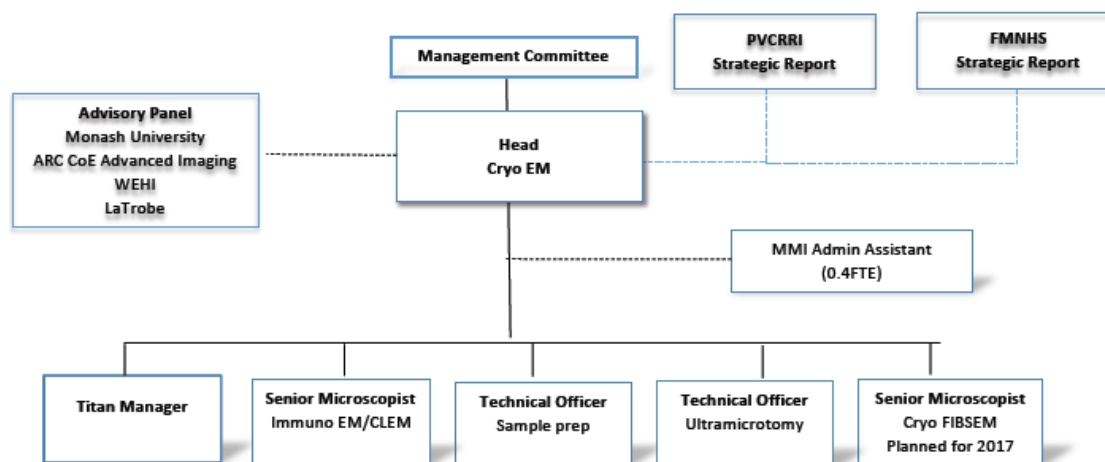 Management Committee
PVCRRI
Strategic Report
FMNHS
Strategic Report
Advisory Panel
Monash University
ARC CoE Advanced Imaging
WEHI
LaTrobe
Head
Cryo EM
MMI Admin Assistant
(0.4FTE)
Titan Manager
Senior Microscopist
Immuno EM/CLEM
Technical Officer
Sample prep
Technical Officer
Ultramicrotomy
Senior Microscopist
Cryo FIBSEM
Planned for 2017